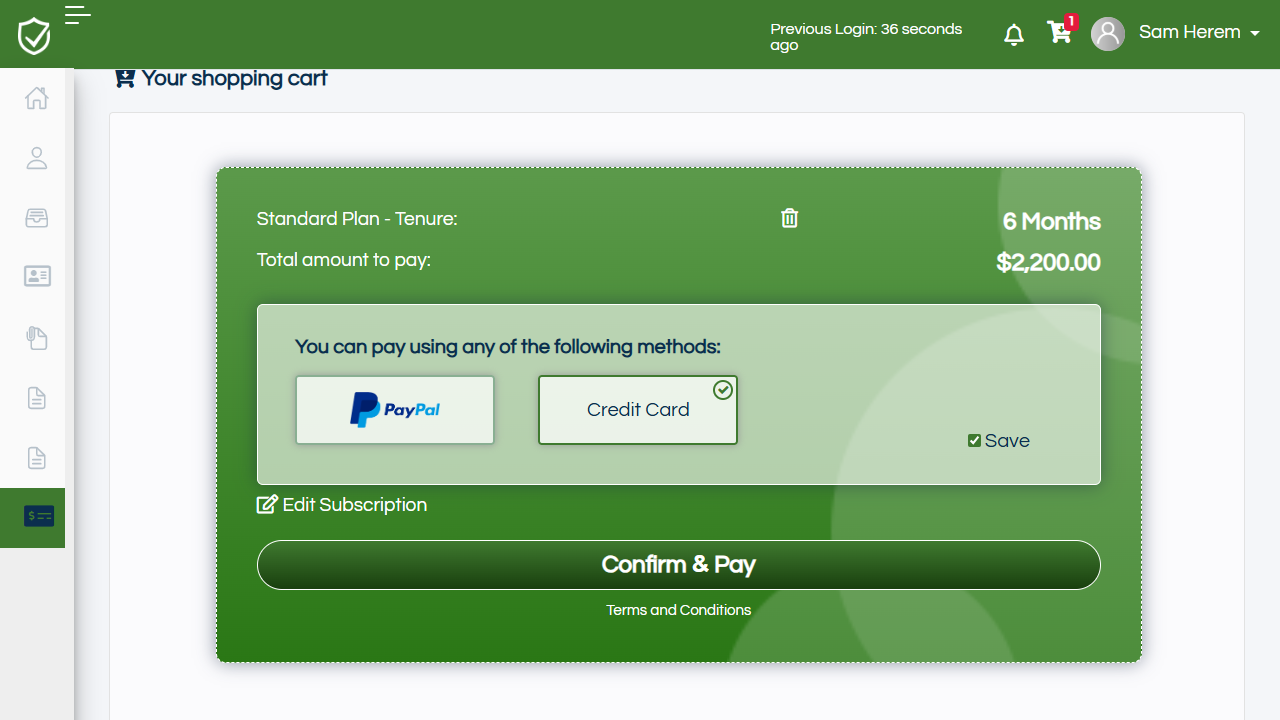 Previous Login: 36 seconds
ago
1
Sam Herem
Your shopping cart
Standard Plan - Tenure:
6 Months
Total amount to pay:
$2,200.00
You can pay using any of the following methods:
PayPal
Credit Card
Save
Edit Subscription
Confirm & Pay
Terms and Conditions